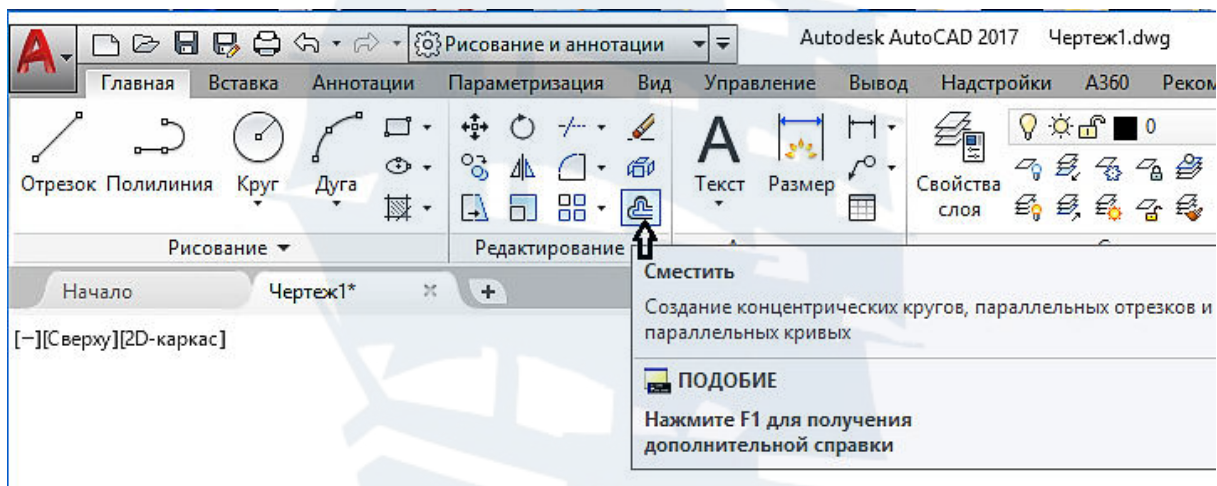 Рисование и аннотации
Autodesk AutoCAD 2017 Чертеж1.dwg
Главная Вставка Аннотации Параметризация Вид Управление Вывод Надстройки A360 Реком
Отрезок Полилиния Круг Дуга
Текст Размер
Свойства
слоя
0
Рисование
Редактирование
Начало Чертеж1*
[−][Сверху][2D-каркас]
Сместить
Создание концентрических кругов, параллельных отрезков и
параллельных кривых
ПОДОБИЕ
Нажмите F1 для получения
дополнительной справки